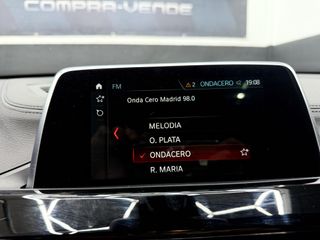 COMPRA-VENDE
FM
2 ONDACERO 19:08
Onda Cero Madrid 98.0
MELODIA
O. PLATA
ONDACERO
R. MARIA